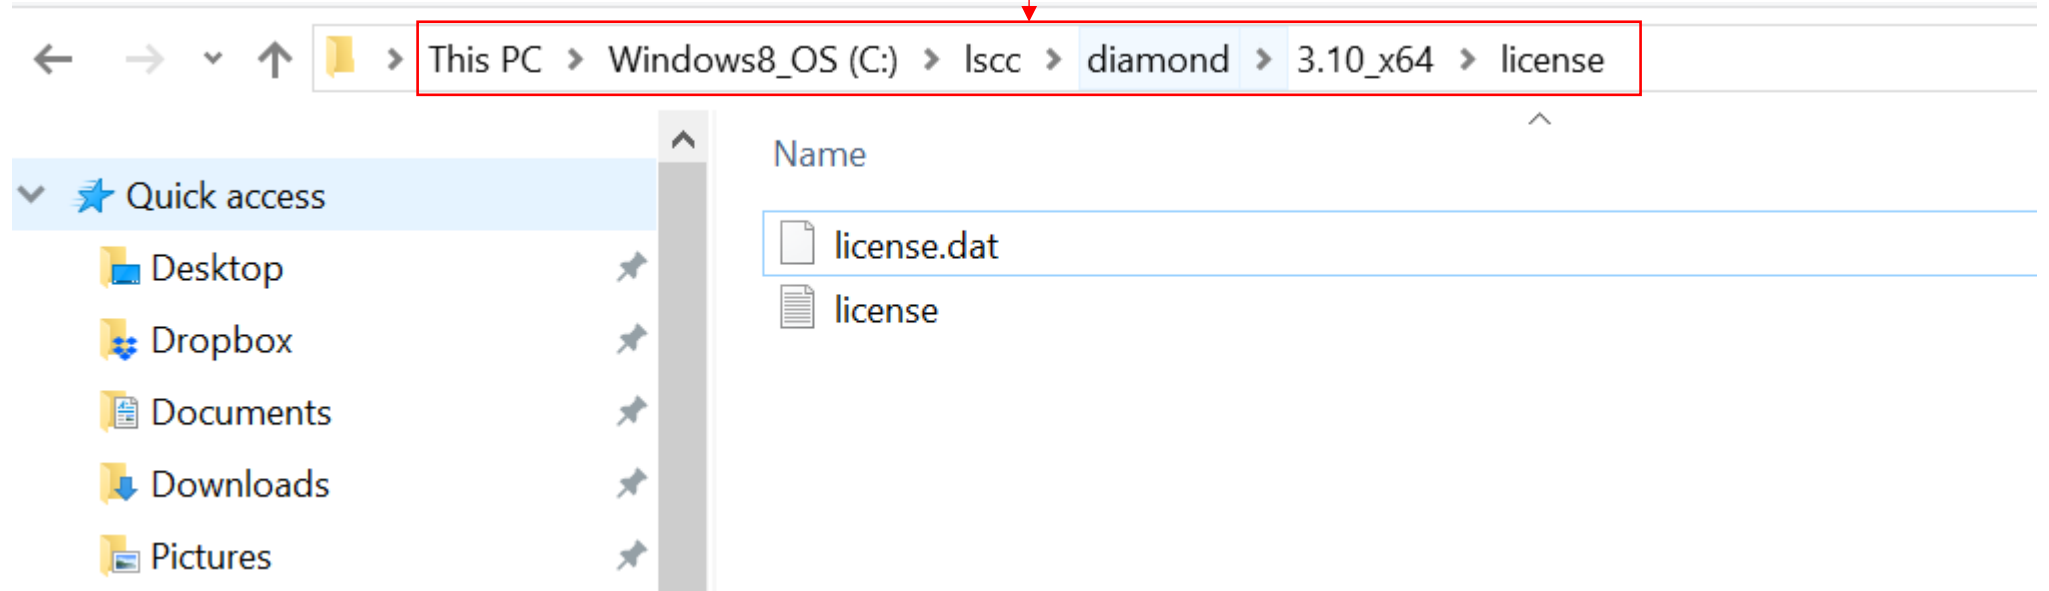 This PC > Windows8_OS (C:) > lscc > diamond > 3.10_x64 > license
Name
Quick access
license.dat
Desktop
license
Dropbox
Documents
Downloads
Pictures